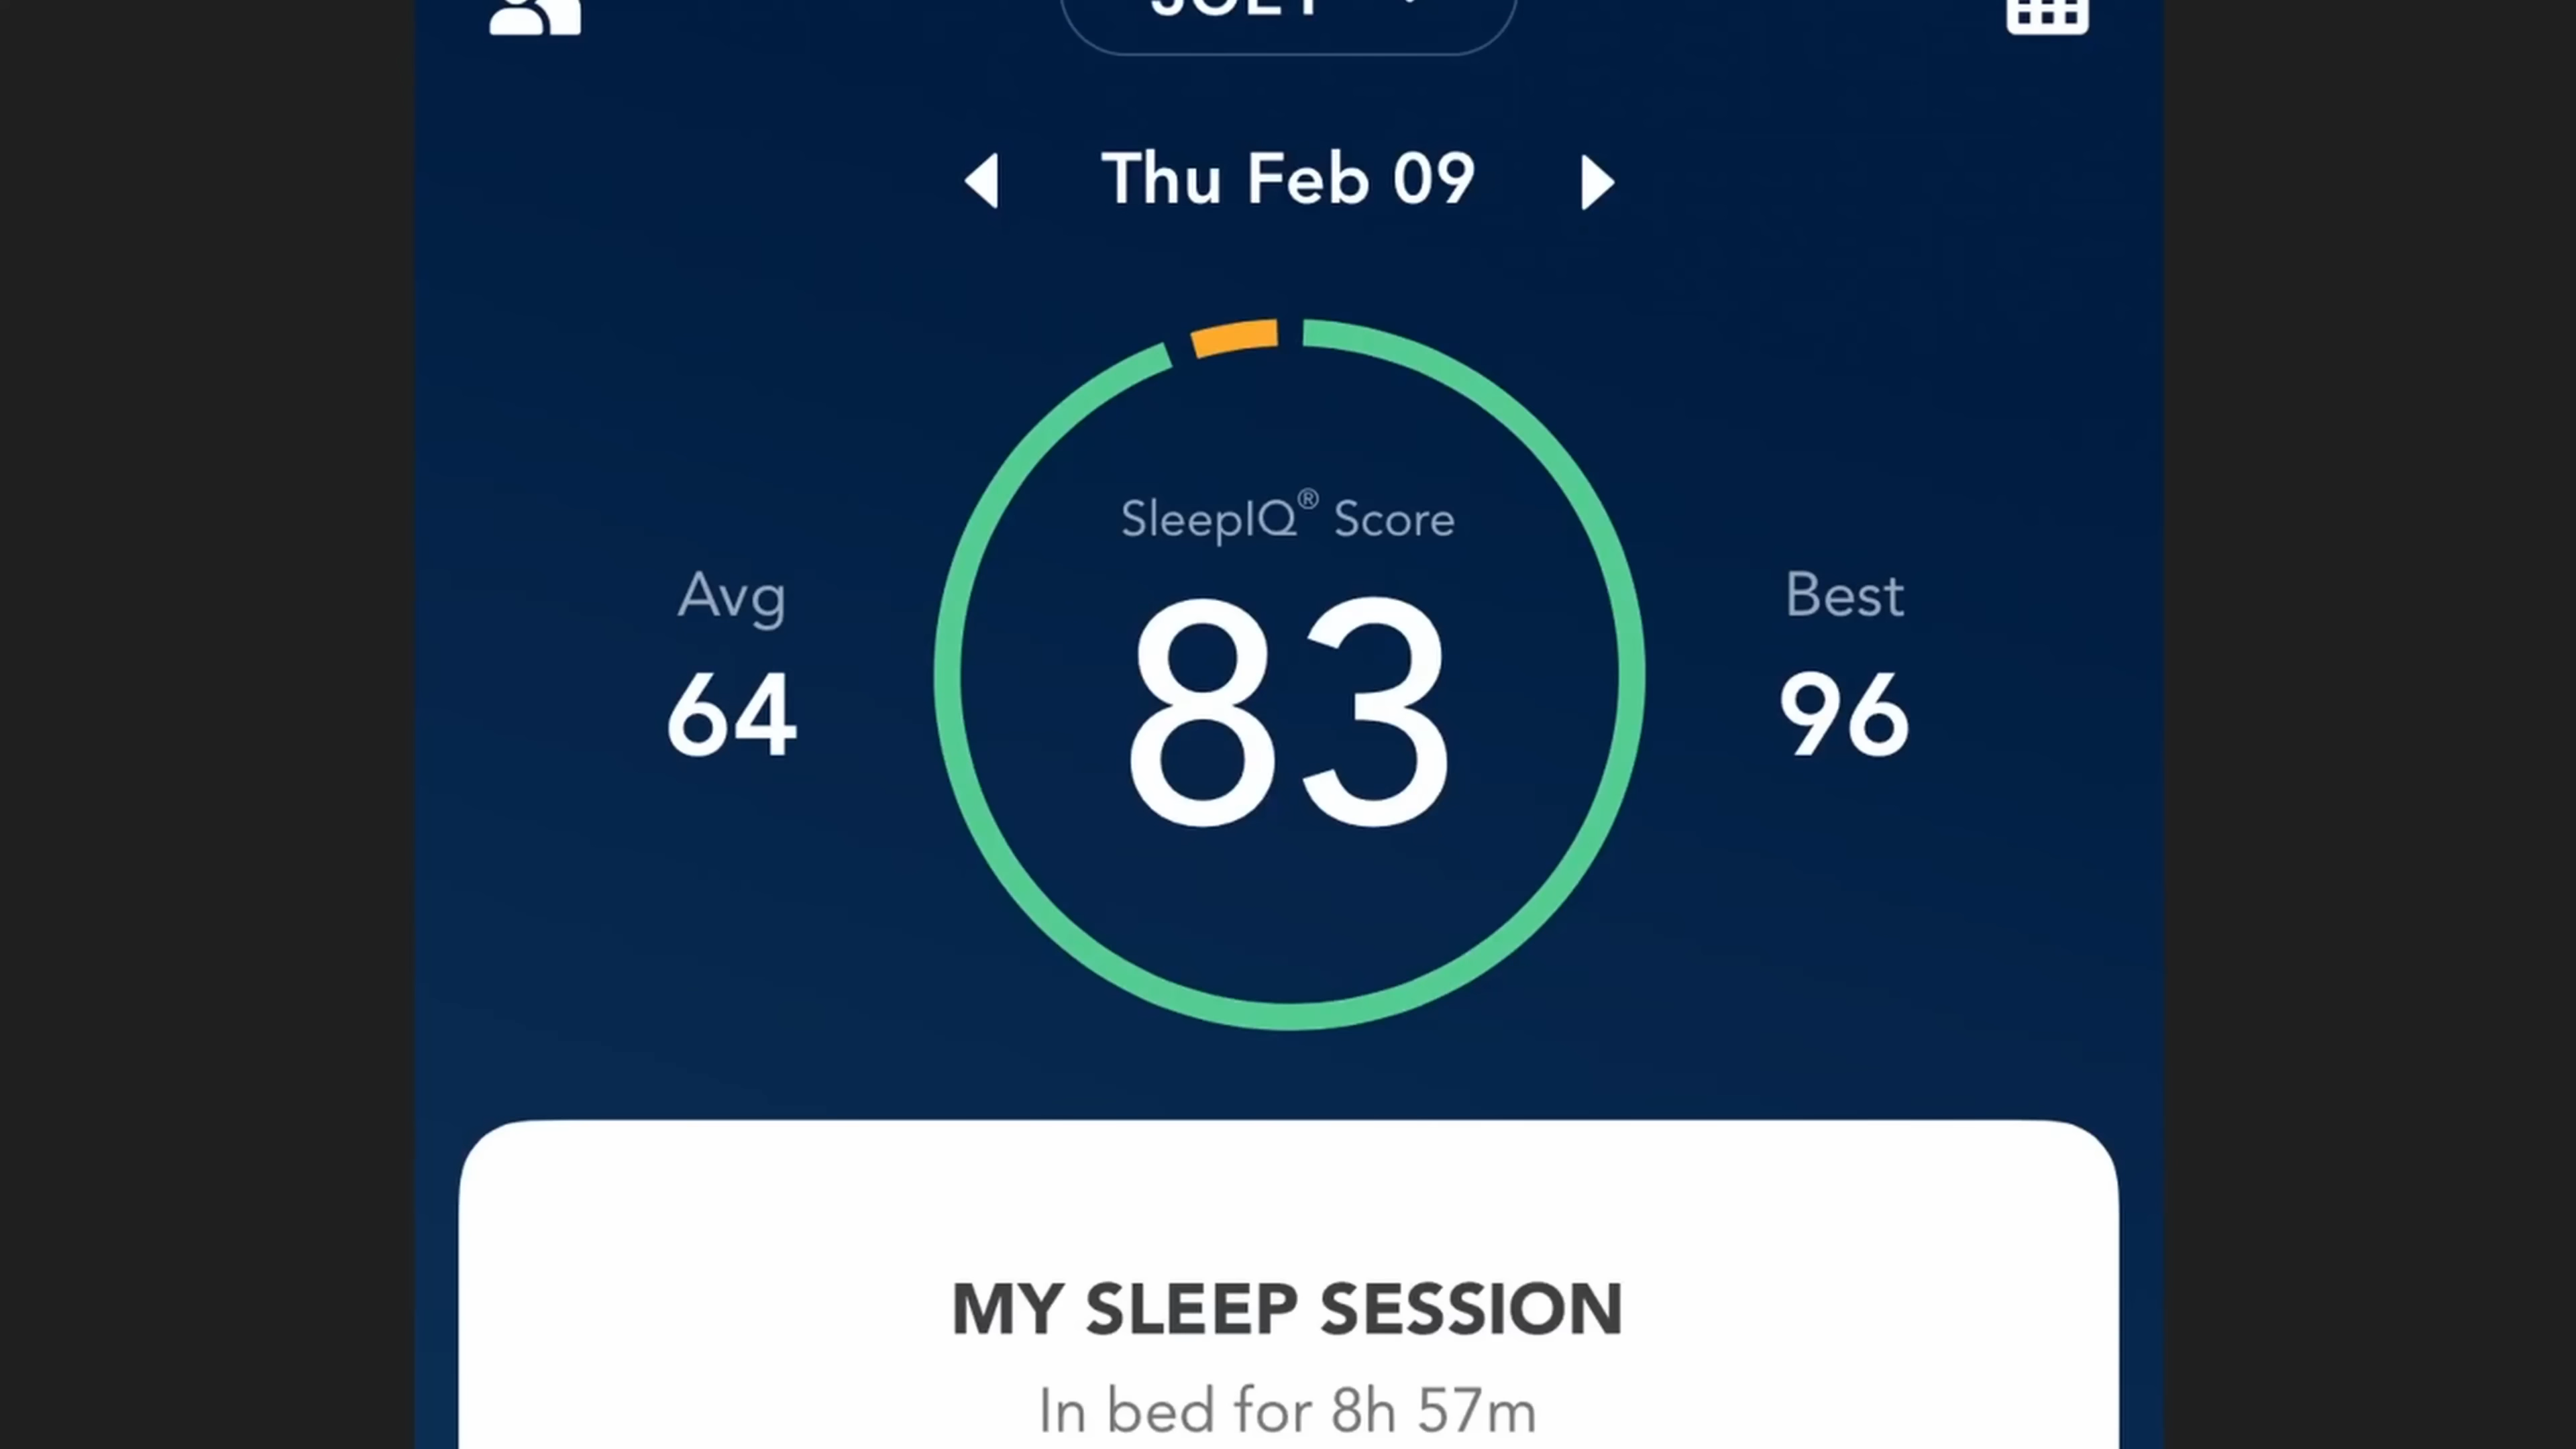 Thu Feb 09
SleepIQ® Score
Avg
64
83
Best
96
MY SLEEP SESSION
In bed for 8h 57m